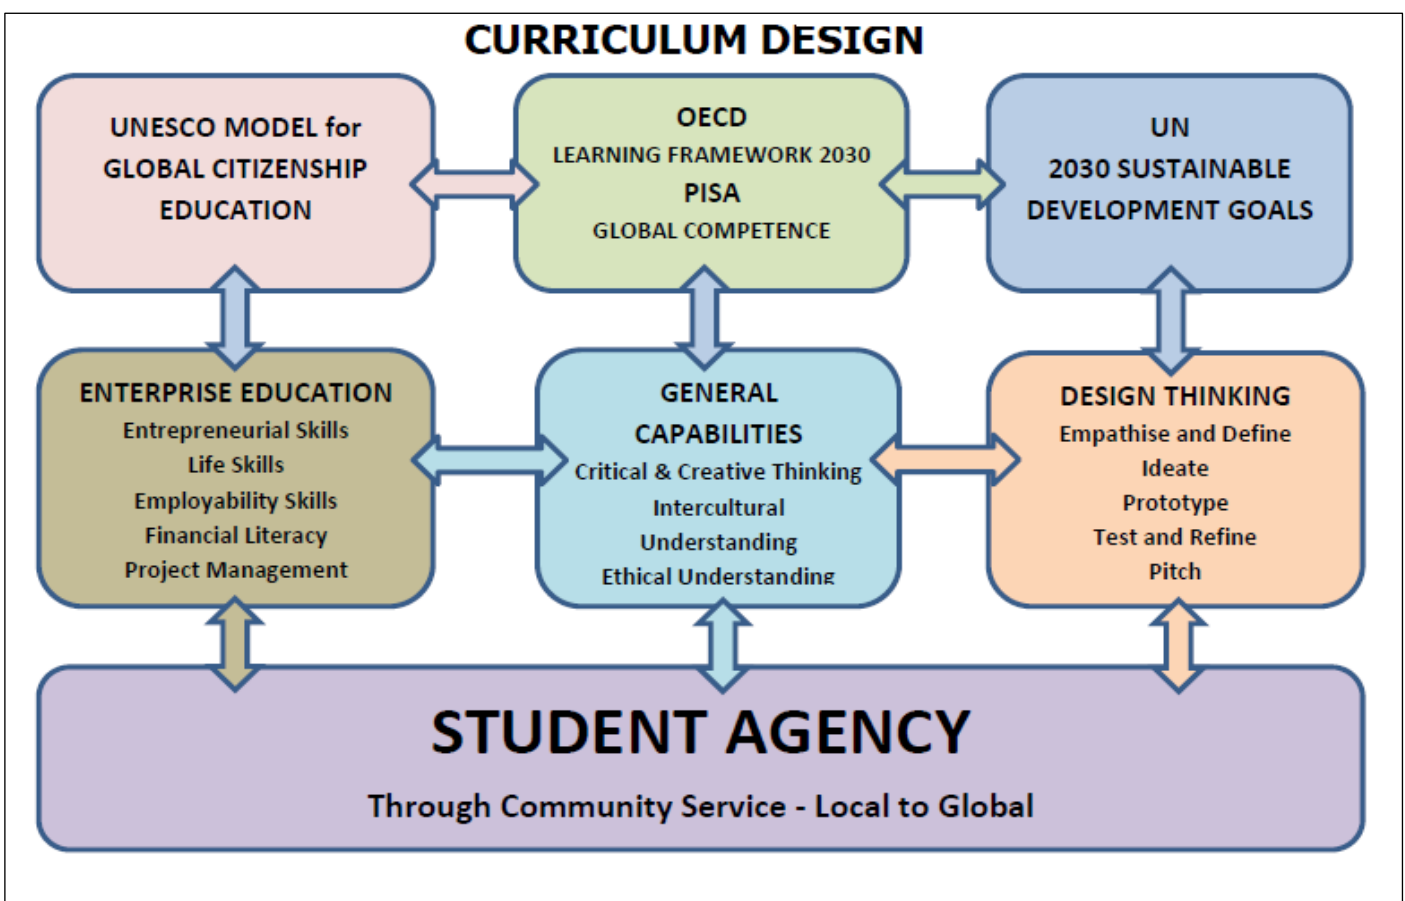 CURRICULUM DESIGN
UNESCO MODEL for
GLOBAL CITIZENSHIP
EDUCATION
OECD
LEARNING FRAMEWORK 2030
PISA
GLOBAL COMPETENCE
UN
2030 SUSTAINABLE
DEVELOPMENT GOALS
ENTERPRISE EDUCATION
Entrepreneurial Skills
Life Skills
Employability Skills
Financial Literacy
Project Management
GENERAL
CAPABILITIES
Critical & Creative Thinking
Intercultural
Understanding
Ethical Understanding
DESIGN THINKING
Empathise and Define
Ideate
Prototype
Test and Refine
Pitch
STUDENT AGENCY
Through Community Service - Local to Global